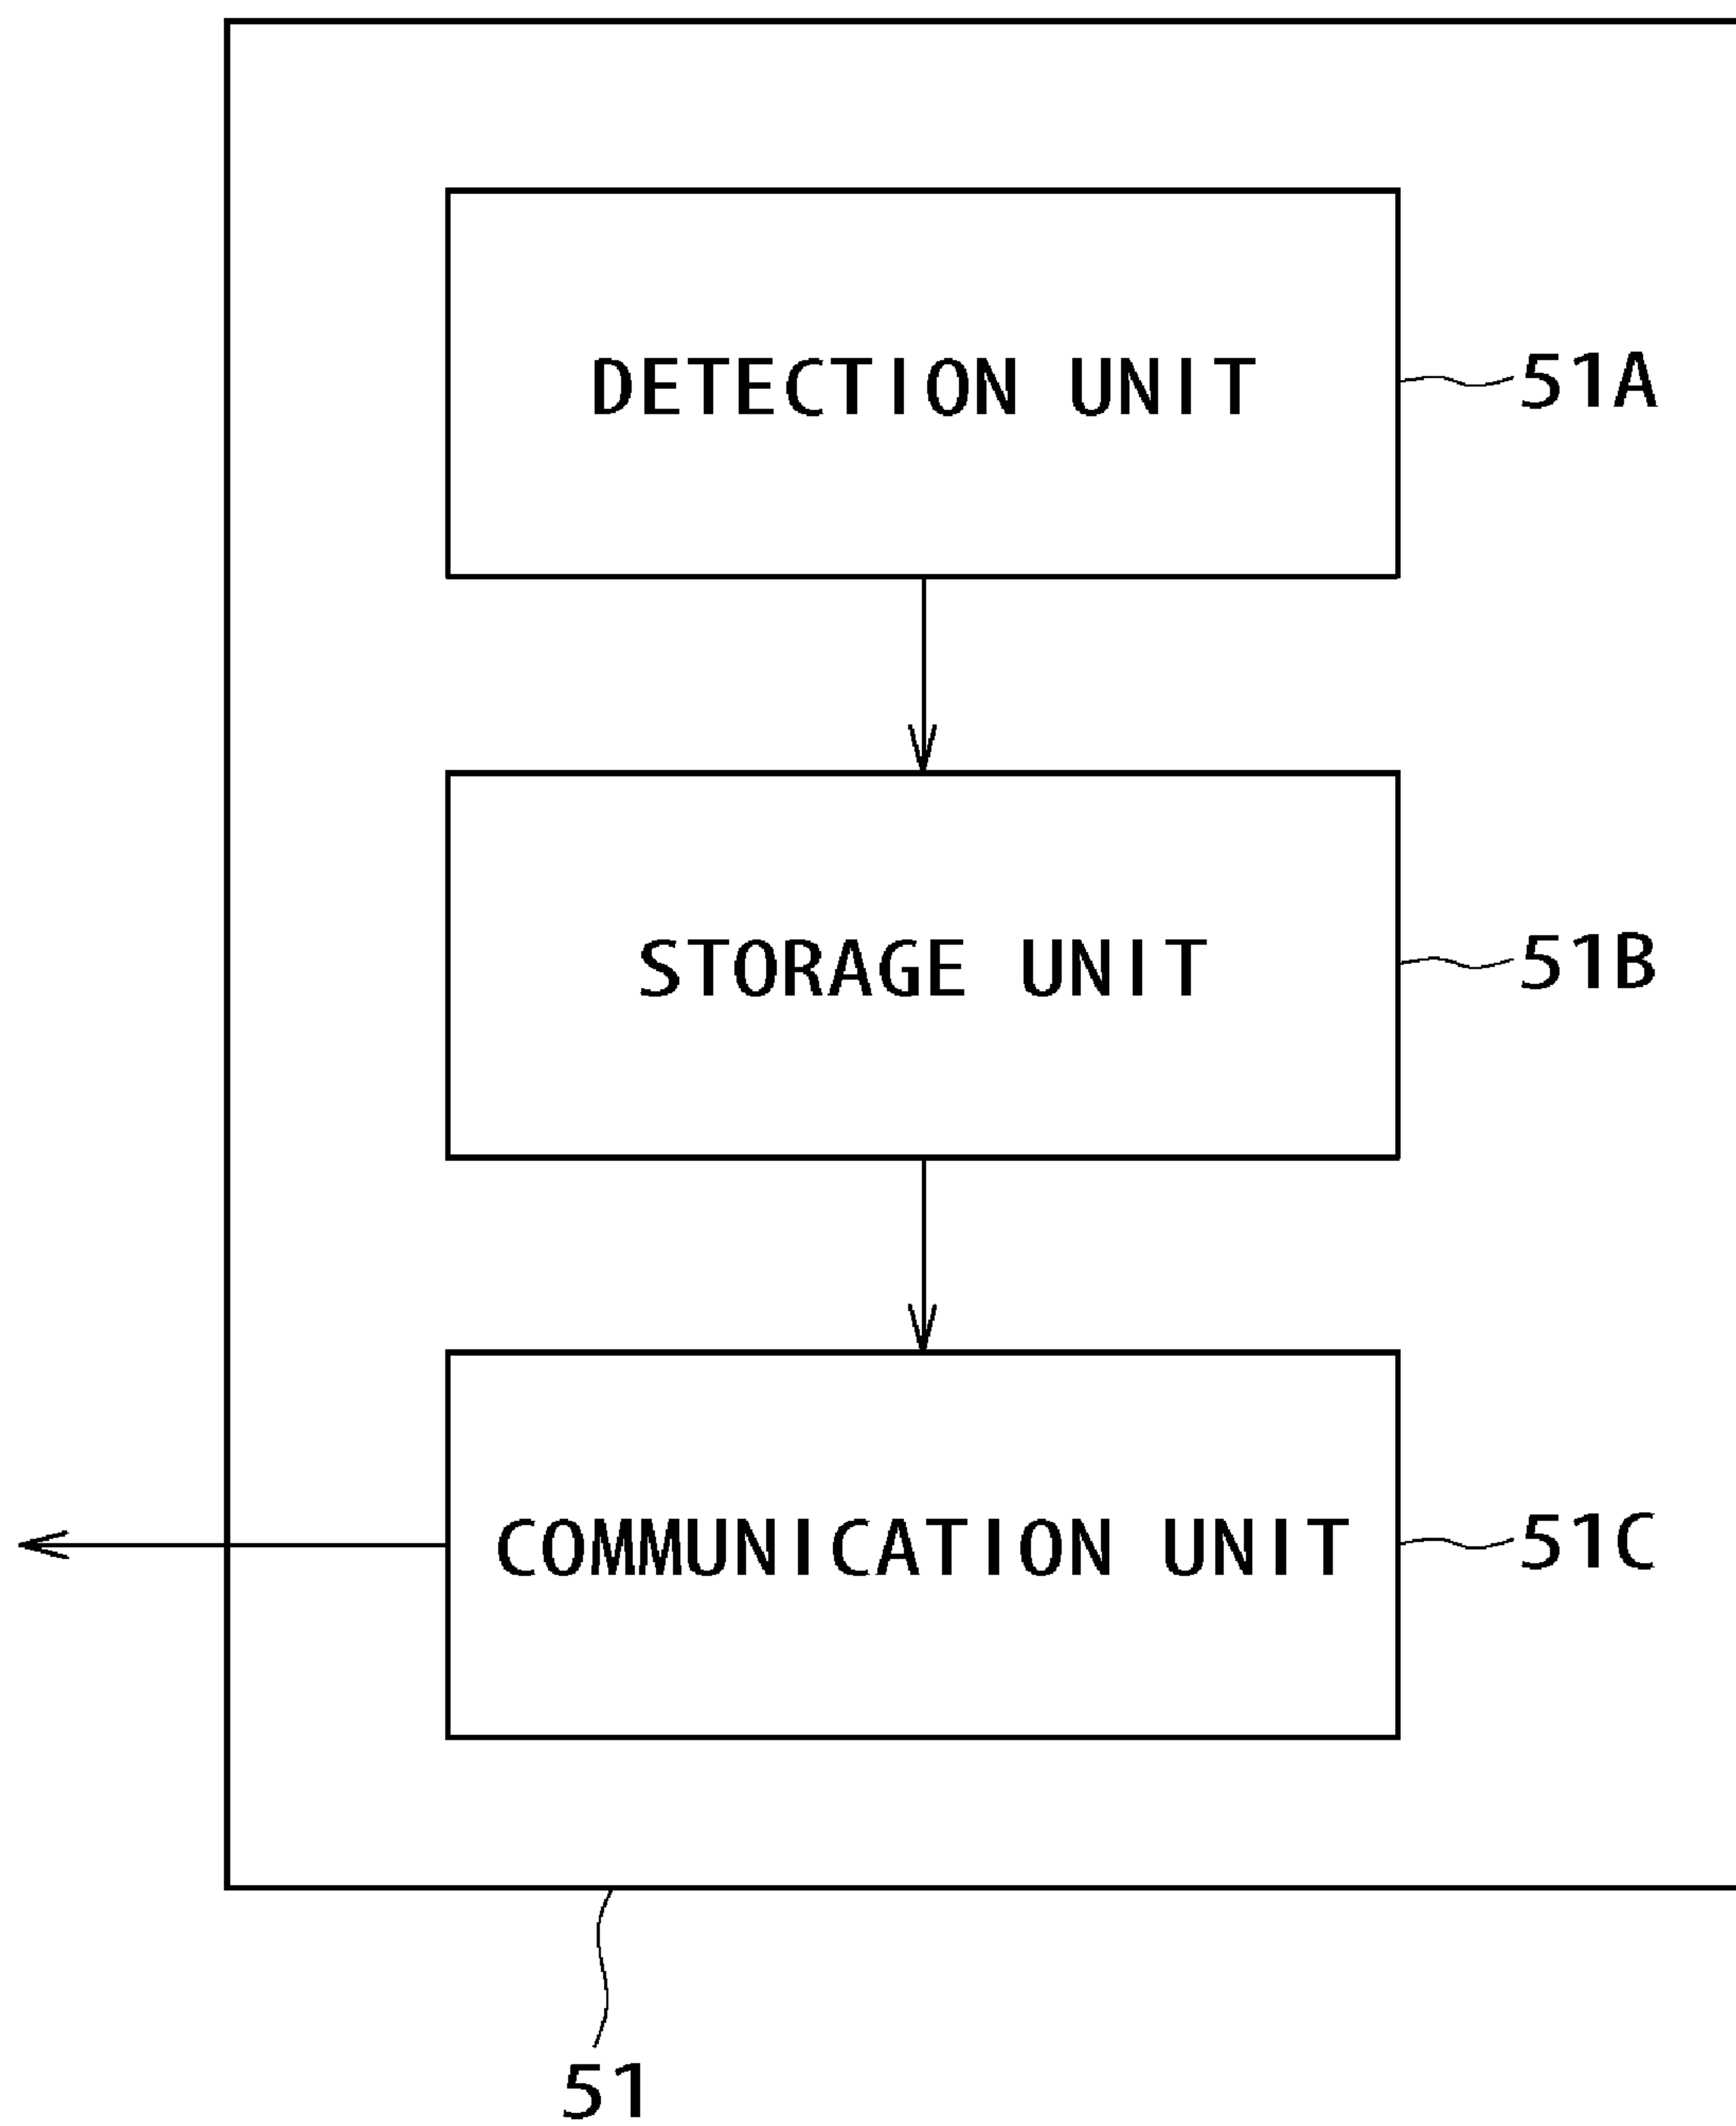 DETECTION UNIT
51A
STORAGE UNIT
51B
COMMUNICATION UNIT
51C
51